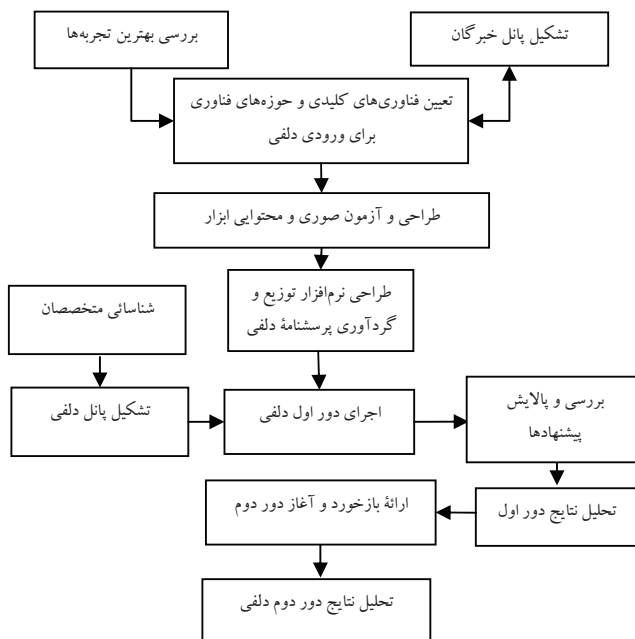 تشکیل پانل خبرگان
بررسی بهترین تجربه‌ها
تعیین فناوری‌های کلیدی و حوزه‌های فناوری
برای ورودی دلفی
طراحی و آزمون صوری و محتوایی ابزار
طراحی نرم‌افزار توزیع و
گردآوری پرسشنامهٔ دلفی
شناسائی متخصصان
تشکیل پانل دلفی
اجرای دور اول دلفی
بررسی و پالایش
پیشنهادها
تحلیل نتایج دور اول
ارائهٔ بازخورد و آغاز دور دوم
تحلیل نتایج دور دوم دلفی